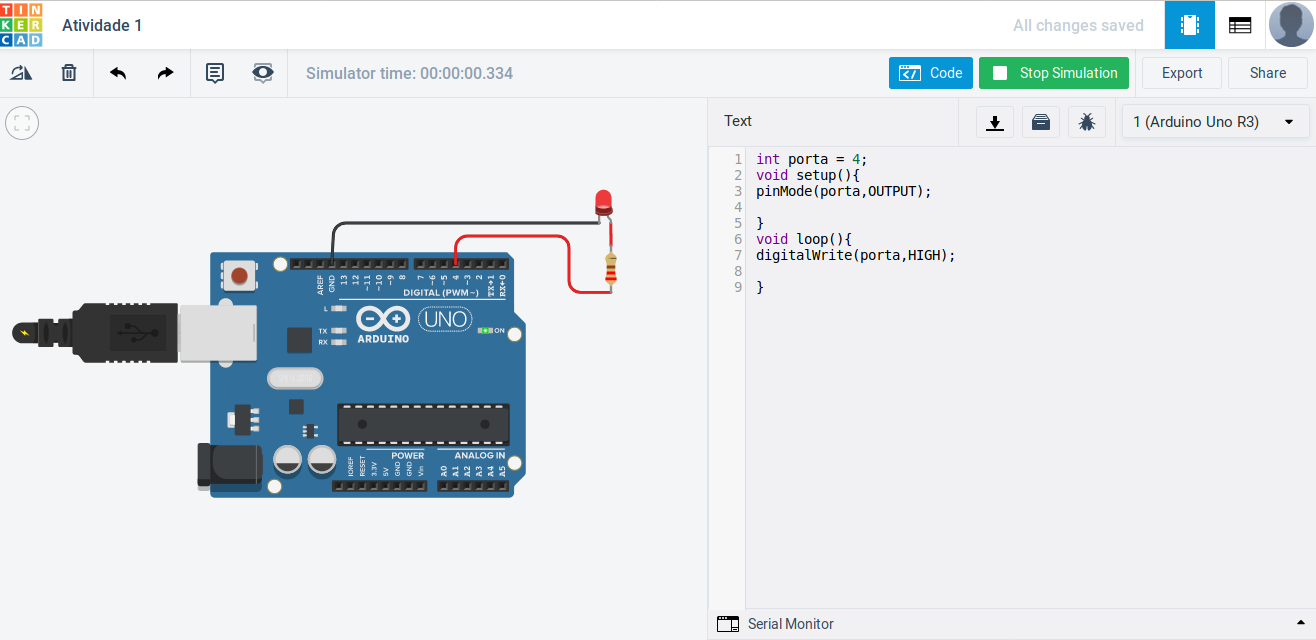 TIN
KER
CAD
Atividade 1
All changes saved
Simulator time: 00:00:00.334
Code
Stop Simulation
Export
Share
Text
1 (Arduino Uno R3)
1 int porta = 4;
2 void setup(){
3 pinMode(porta,OUTPUT);
4
5 }
6 void loop(){
7 digitalWrite(porta,HIGH);
8
9 }
AREF
GND
13
12
~11
~10
~9
8
7
~6
~5
4
~3
2
TX→1
RX←0
DIGITAL (PWM~)
L
TX
RX
UNO
ARDUINO
ON
POWER
ANALOG IN
IOREF
RESET
3.3V
5V
GND
GND
Vin
A0
A1
A2
A3
A4
A5
Serial Monitor